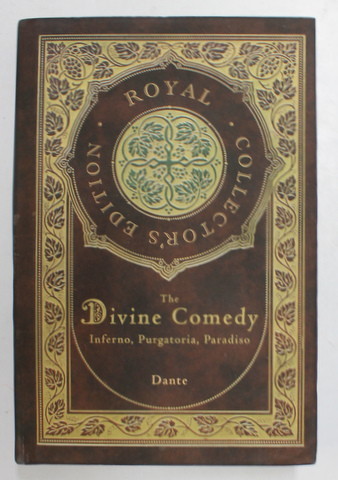 ROYAL
COLLECTOR'S EDITION
The
Divine Comedy
Inferno, Purgatoria, Paradiso
Dante